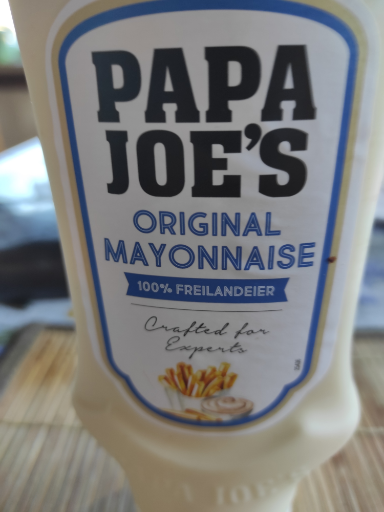 PAPA
JOE'S
ORIGINAL
MAYONNAISE
100% FREILANDEIER
Crafted for
Experts